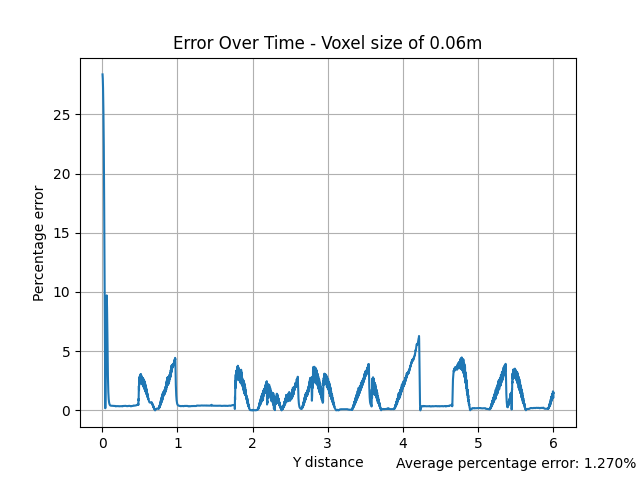 Error Over Time - Voxel size of 0.06m
Percentage error
25
20
15
10
5
0
0 1 2 3 4 5 6
Y distance
Average percentage error: 1.270%